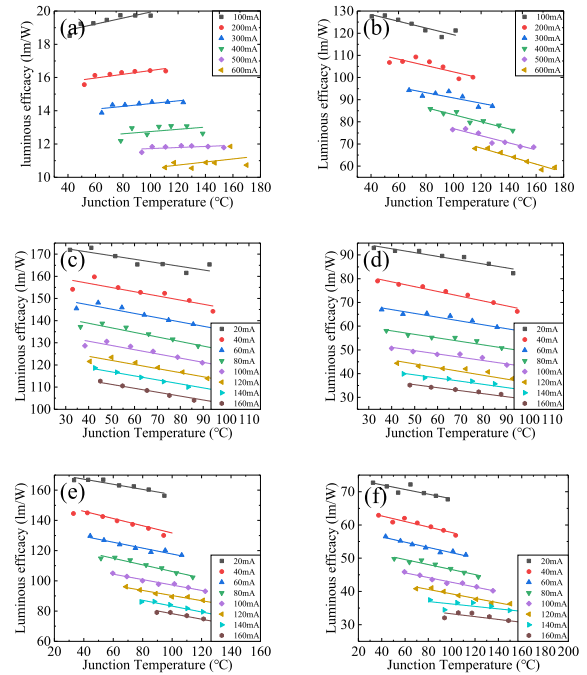 (a)
luminous efficacy (lm/W)
20
18
16
14
12
10
40 60 80 100 120 140 160 180
Junction Temperature (℃)
100mA
200mA
300mA
400mA
500mA
600mA
(b)
Luminous efficacy (lm/W)
130
120
110
100
90
80
70
60
40 60 80 100 120 140 160 180
Junction Temperature (℃)
100mA
200mA
300mA
400mA
500mA
600mA
(c)
Luminous efficacy (lm/W)
170
160
150
140
130
120
110
100
30 40 50 60 70 80 90 100 110
Junction Temperature (℃)
20mA
40mA
60mA
80mA
100mA
120mA
140mA
160mA
(d)
Luminous efficacy (lm/W)
90
80
70
60
50
40
30
30 40 50 60 70 80 90 100 110
Junction Temperature (℃)
20mA
40mA
60mA
80mA
100mA
120mA
140mA
160mA
(e)
Luminous efficacy (lm/W)
160
140
120
100
80
60
20 40 60 80 100 120 140 160
Junction Temperature (℃)
20mA
40mA
60mA
80mA
100mA
120mA
140mA
160mA
(f)
Luminous efficacy (lm/W)
70
60
50
40
30
40 60 80 100 120 140 160 180 200
Junction Temperature (℃)
20mA
40mA
60mA
80mA
100mA
120mA
140mA
160mA